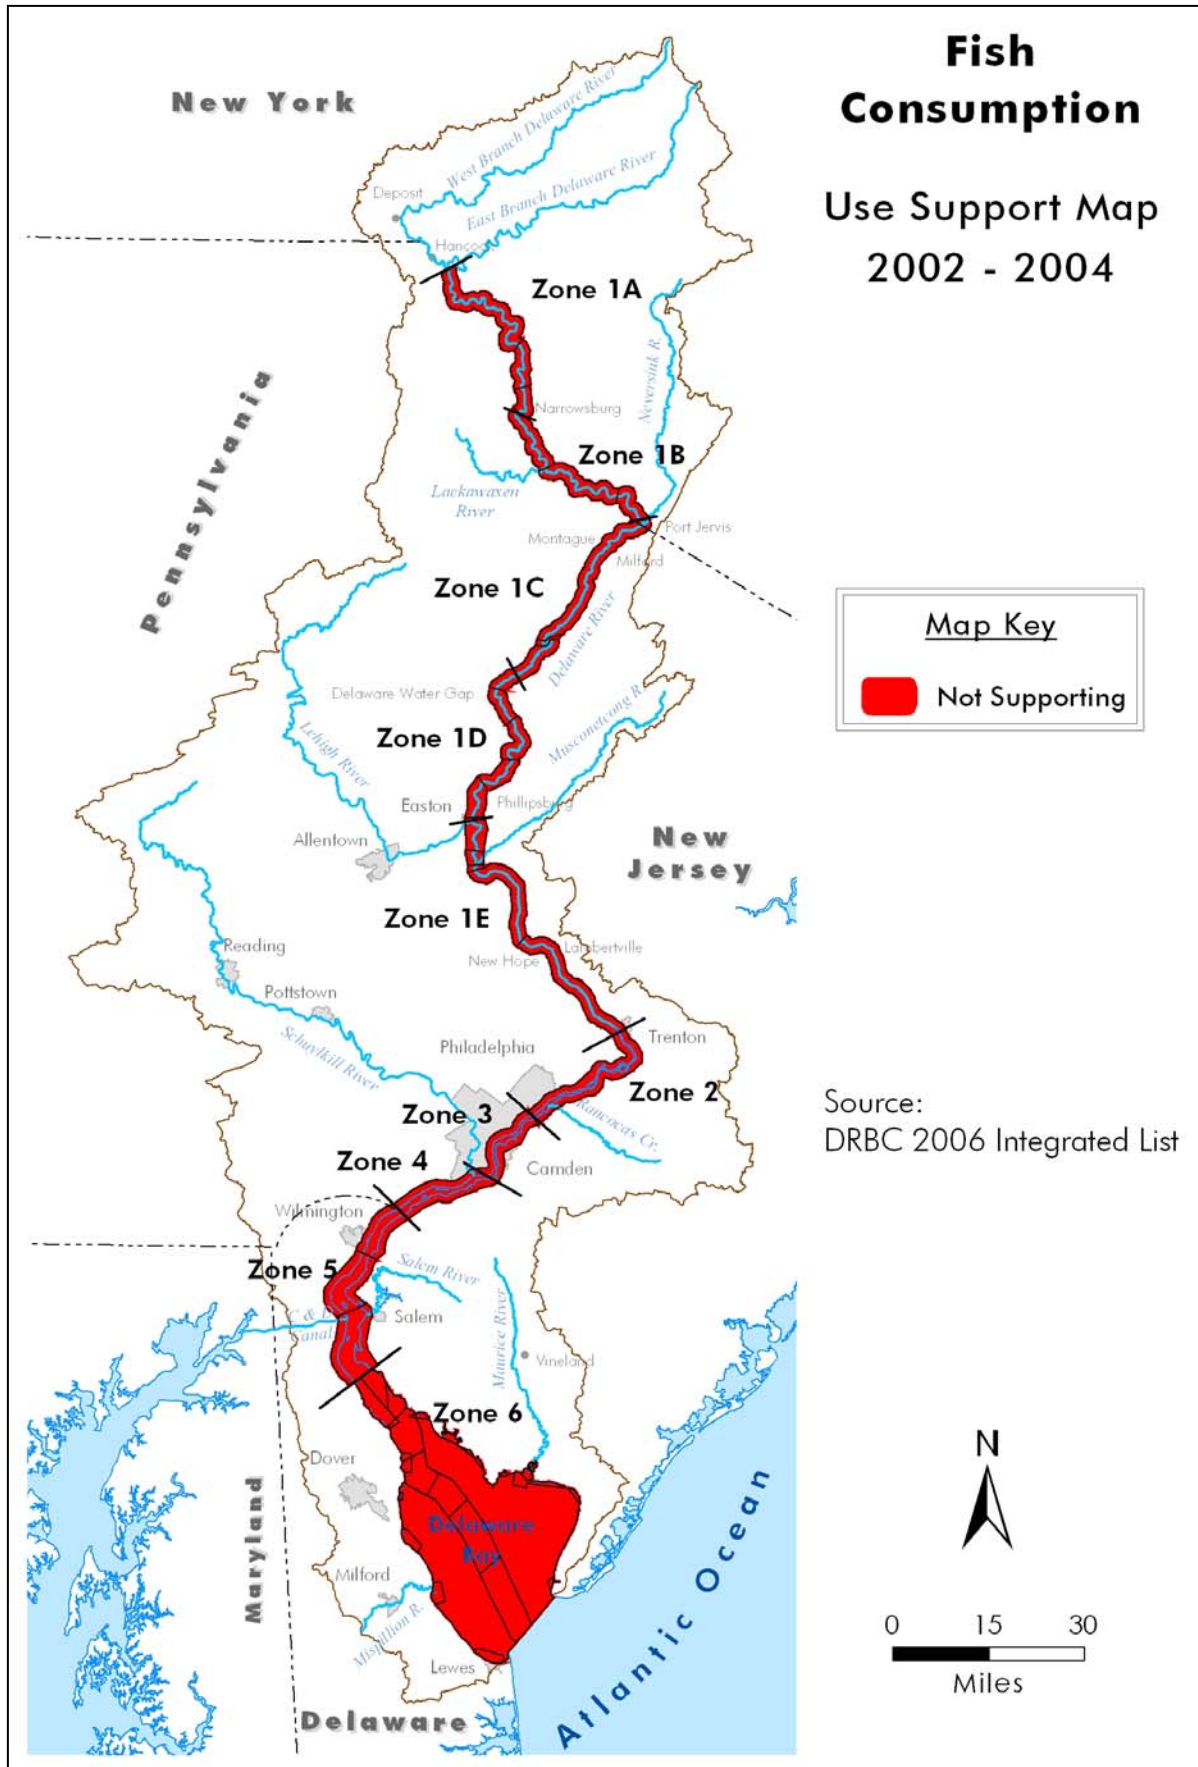 Fish
Consumption
Use Support Map
2002 - 2004
New York
West Branch Delaware River
Deposit
East Branch Delaware River
Hancock
Zone 1A
Neversink R.
Pennsylvania
Narrowsburg
Zone 1B
Lackawaxen
River
Port Jervis
Montague
Milford
Zone 1C
Delaware River
Map Key
Not Supporting
Delaware Water Gap
Musconetcong R.
Zone 1D
Lehigh River
Easton
Phillipsburg
Allentown
New
Jersey
Zone 1E
Reading
Lambertville
New Hope
Pottstown
Schuylkill River
Philadelphia
Trenton
Zone 2
Zone 3
Rancocas Cr.
Source:
DRBC 2006 Integrated List
Zone 4
Camden
Wilmington
Zone 5
Salem River
C & D
Canal
Salem
Maurice River
Vineland
Zone 6
Dover
Maryland
Delaware
Bay
Milford
Mispillion R.
Lewes
Delaware
Atlantic Ocean
N
0 15 30
Miles